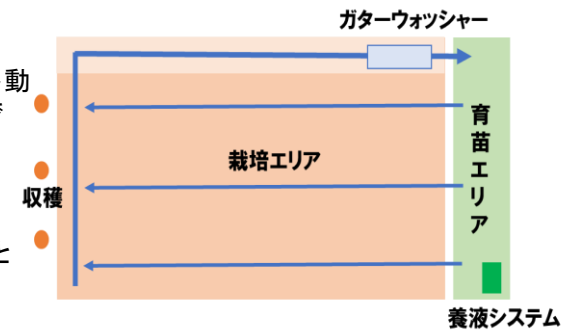 ガターウォッシャー
動
栽培エリア
育苗エリア
収穫
と
養液システム